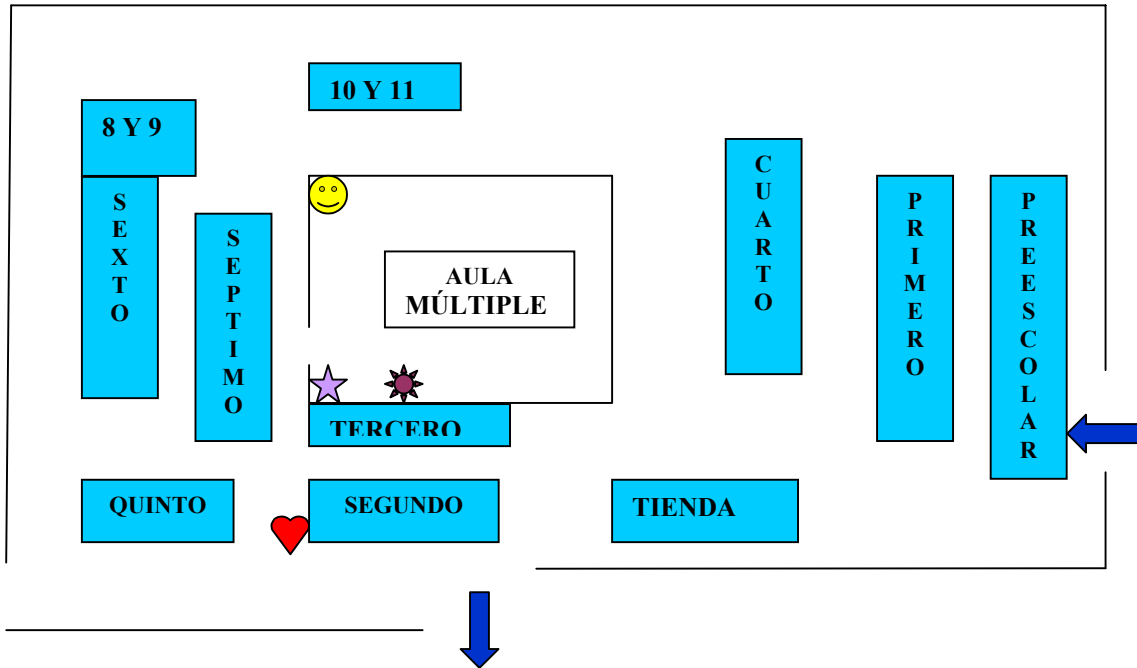 10 Y 11
8 Y 9
SEXTO
SEPTIMO
AULA
MÚLTIPLE
CUARTO
PRIMERO
PREESCOLAR
TERCERO
QUINTO
SEGUNDO
TIENDA